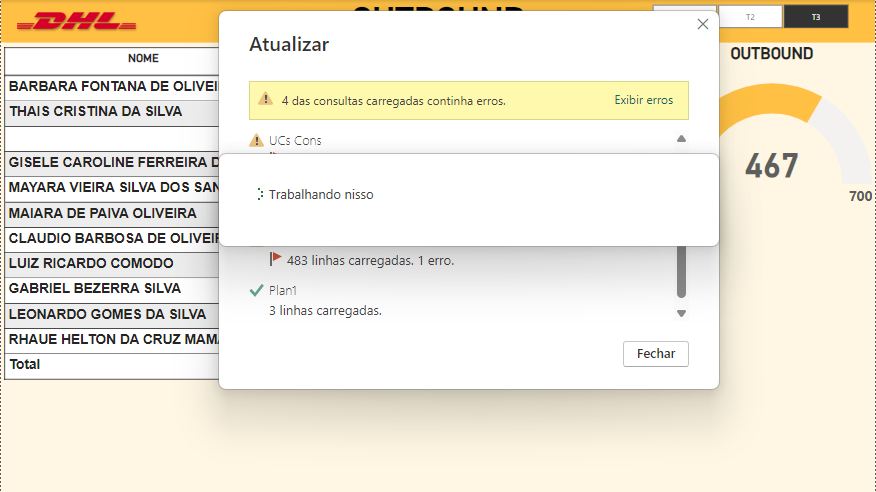 DHL
OUTBOUND
T2
T3
Atualizar
NOME
OUTBOUND
BARBARA FONTANA DE OLIVEI
4 das consultas carregadas continha erros.
Exibir erros
THAIS CRISTINA DA SILVA
UCs Cons
GISELE CAROLINE FERREIRA D
467
MAYARA VIEIRA SILVA DOS SAN
Trabalhando nisso
700
MAIARA DE PAIVA OLIVEIRA
CLAUDIO BARBOSA DE OLIVEIF
LUIZ RICARDO COMODO
483 linhas carregadas. 1 erro.
GABRIEL BEZERRA SILVA
Plan1
LEONARDO GOMES DA SILVA
3 linhas carregadas.
RHAUE HELTON DA CRUZ MAMA
Total
Fechar